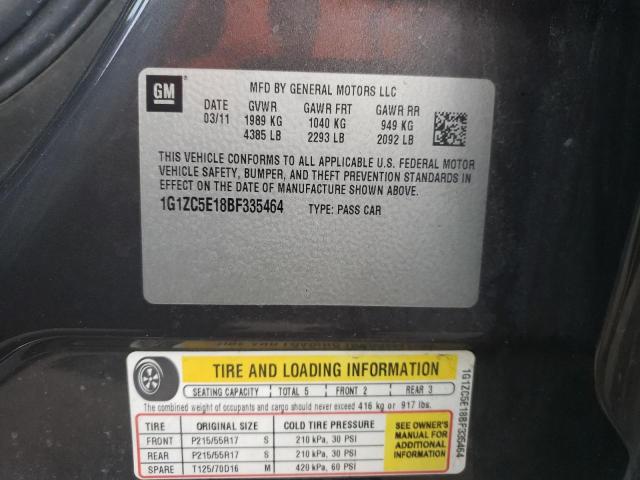 GM
MFD BY GENERAL MOTORS LLC
DATE GVWR GAWR FRT GAWR RR
03/11 1989 KG 1040 KG 949 KG
4385 LB 2293 LB 2092 LB
THIS VEHICLE CONFORMS TO ALL APPLICABLE U.S. FEDERAL MOTOR
VEHICLE SAFETY, BUMPER, AND THEFT PREVENTION STANDARDS IN
EFFECT ON THE DATE OF MANUFACTURE SHOWN ABOVE.
1G1ZC5E18BF335464 TYPE: PASS CAR
TIRE AND LOADING INFORMATION
SEATING CAPACITY TOTAL 5 FRONT 2 REAR 3
The combined weight of occupants and cargo should never exceed 416 kg or 917 lbs.
TIRE ORIGINAL SIZE COLD TIRE PRESSURE
FRONT P215/55R17 S 210 kPa, 30 PSI
REAR P215/55R17 S 210 kPa, 30 PSI
SPARE T125/70D16 M 420 kPa, 60 PSI
SEE OWNER'S
MANUAL FOR
ADDITIONAL
INFORMATION
1G1ZC5E18BF335464